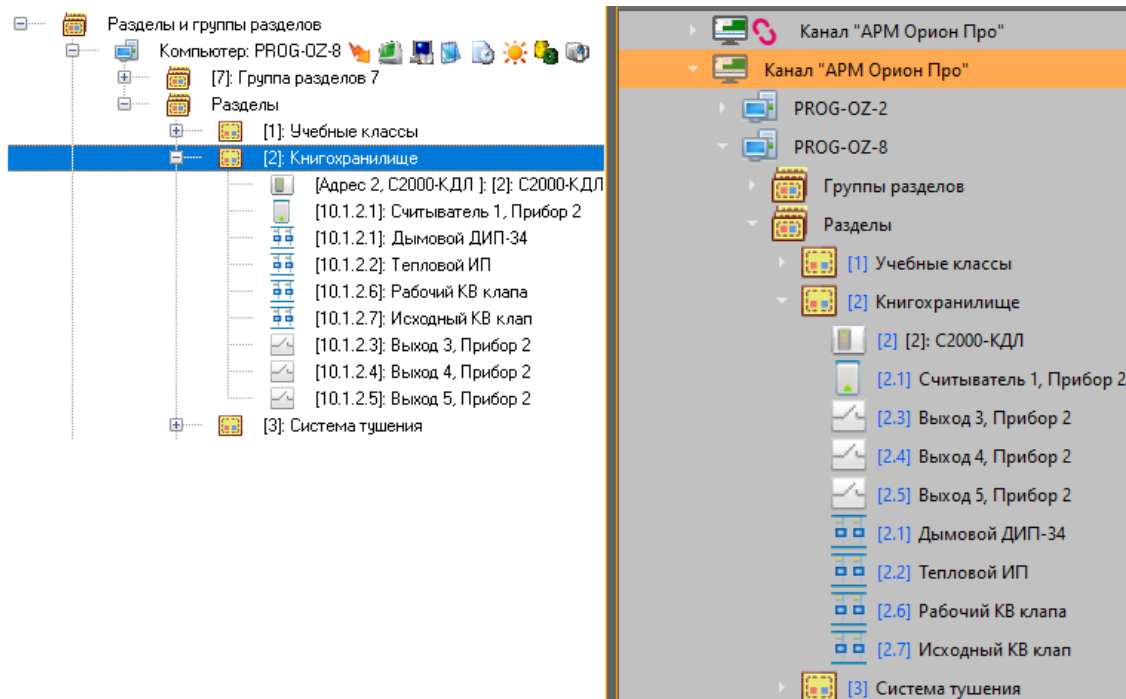 Разделы и группы разделов
Компьютер: PROG-OZ-8
[7]: Группа разделов 7
Разделы
[1]: Учебные классы
[2]: Книгохранилище
[Адрес 2, С2000-КДЛ ]: [2]: С2000-КДЛ
[10.1.2.1]: Считыватель 1, Прибор 2
[10.1.2.1]: Дымовой ДИП-34
[10.1.2.2]: Тепловой ИП
[10.1.2.6]: Рабочий КВ клапа
[10.1.2.7]: Исходный КВ клап
[10.1.2.3]: Выход 3, Прибор 2
[10.1.2.4]: Выход 4, Прибор 2
[10.1.2.5]: Выход 5, Прибор 2
[3]: Система тушения
Канал "АРМ Орион Про"
Канал "АРМ Орион Про"
PROG-OZ-2
PROG-OZ-8
Группы разделов
Разделы
[1] Учебные классы
[2] Книгохранилище
[2] [2]: С2000-КДЛ
[2.1] Считыватель 1, Прибор 2
[2.3] Выход 3, Прибор 2
[2.4] Выход 4, Прибор 2
[2.5] Выход 5, Прибор 2
[2.1] Дымовой ДИП-34
[2.2] Тепловой ИП
[2.6] Рабочий КВ клапа
[2.7] Исходный КВ клап
[3] Система тушения